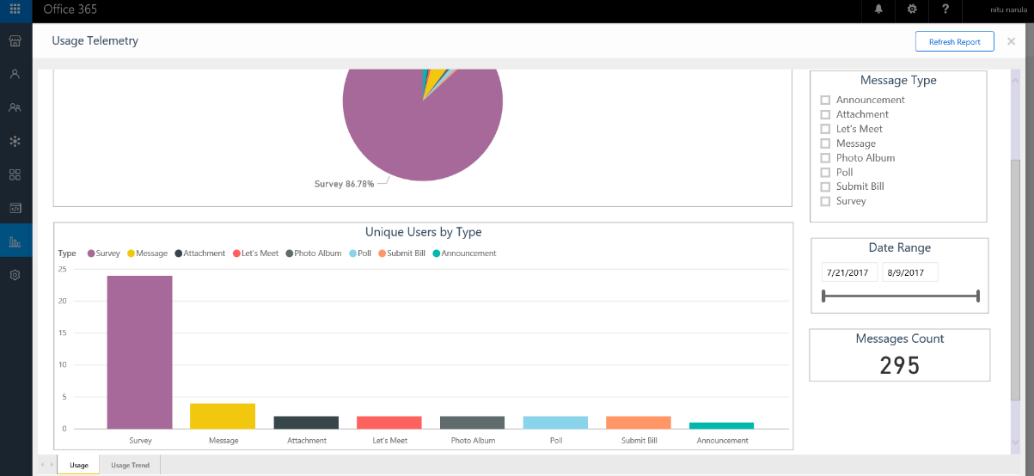 Office 365
?
nitu narula
Usage Telemetry
Refresh Report
Survey 86.78%
Message Type
Announcement
Attachment
Let's Meet
Message
Photo Album
Poll
Submit Bill
Survey
Unique Users by Type
Type Survey Message Attachment Let's Meet Photo Album Poll Submit Bill Announcement
25
20
15
10
5
0
Survey Message Attachment Let's Meet Photo Album Poll Submit Bill Announcement
Date Range
7/21/2017 8/9/2017
Messages Count
295
Usage Usage Trend